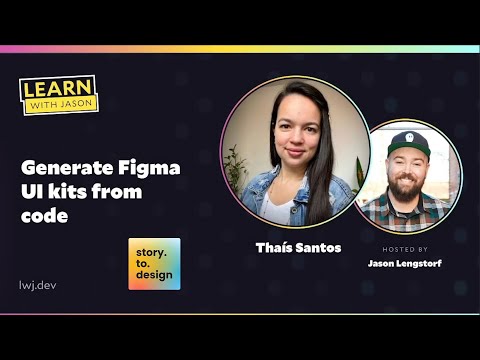 LEARN
WITH JASON
Generate Figma
UI kits from
code
story.
to.
design
lwj.dev
Thaís Santos
HOSTED BY
Jason Lengstorf